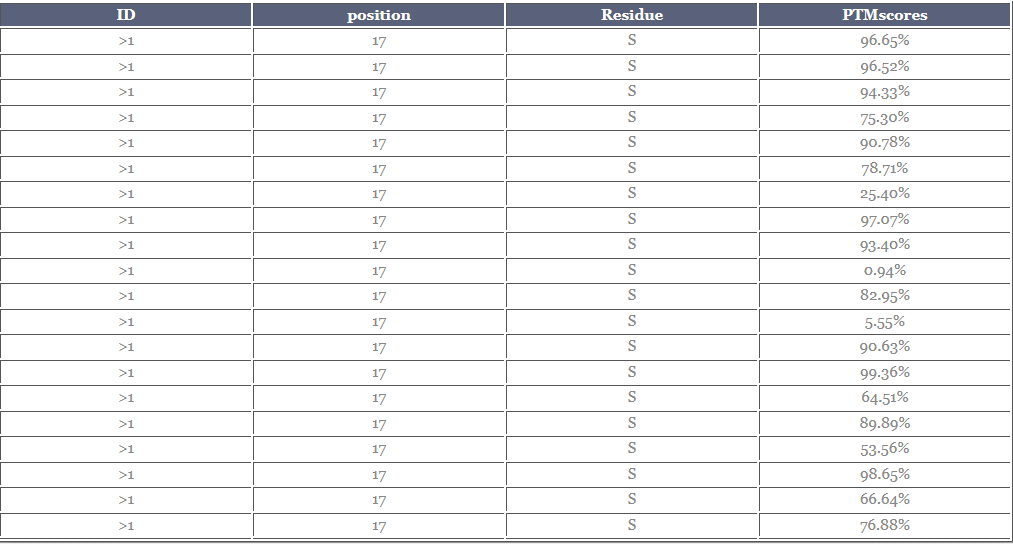 ID position Residue PTMscores
>1 17 S 96.65%
>1 17 S 96.52%
>1 17 S 94.33%
>1 17 S 75.30%
>1 17 S 90.78%
>1 17 S 78.71%
>1 17 S 25.40%
>1 17 S 97.07%
>1 17 S 93.40%
>1 17 S 0.94%
>1 17 S 82.95%
>1 17 S 5.55%
>1 17 S 90.63%
>1 17 S 99.36%
>1 17 S 64.51%
>1 17 S 89.89%
>1 17 S 53.56%
>1 17 S 98.65%
>1 17 S 66.64%
>1 17 S 76.88%